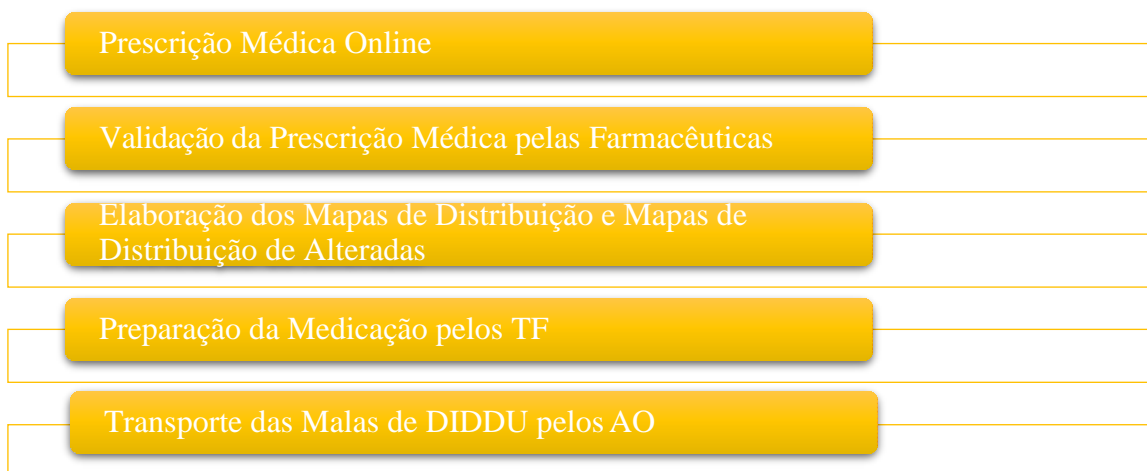 Prescrição Médica Online
Validação da Prescrição Médica pelas Farmacêuticas
Elaboração dos Mapas de Distribuição e Mapas de
Distribuição de Alteradas
Preparação da Medicação pelos TF
Transporte das Malas de DIDDU pelos AO